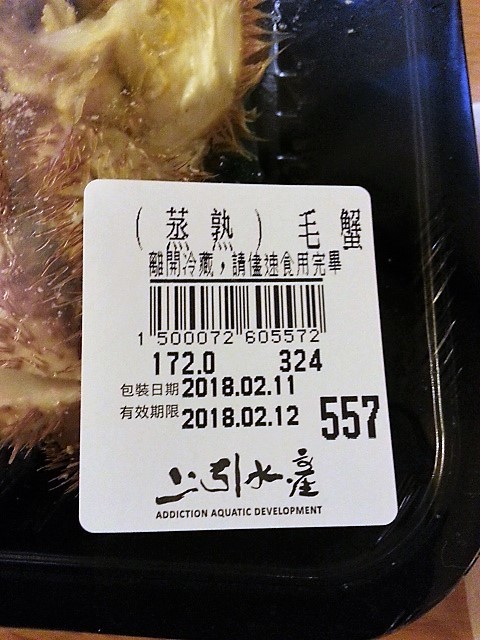 (蒸熟)毛蟹
離開冷藏，請儘速食用完畢
1 500072 605572
172.0 324
包裝日期 2018.02.11
有效期限 2018.02.12
557
上引水產
ADDICTION AQUATIC DEVELOPMENT